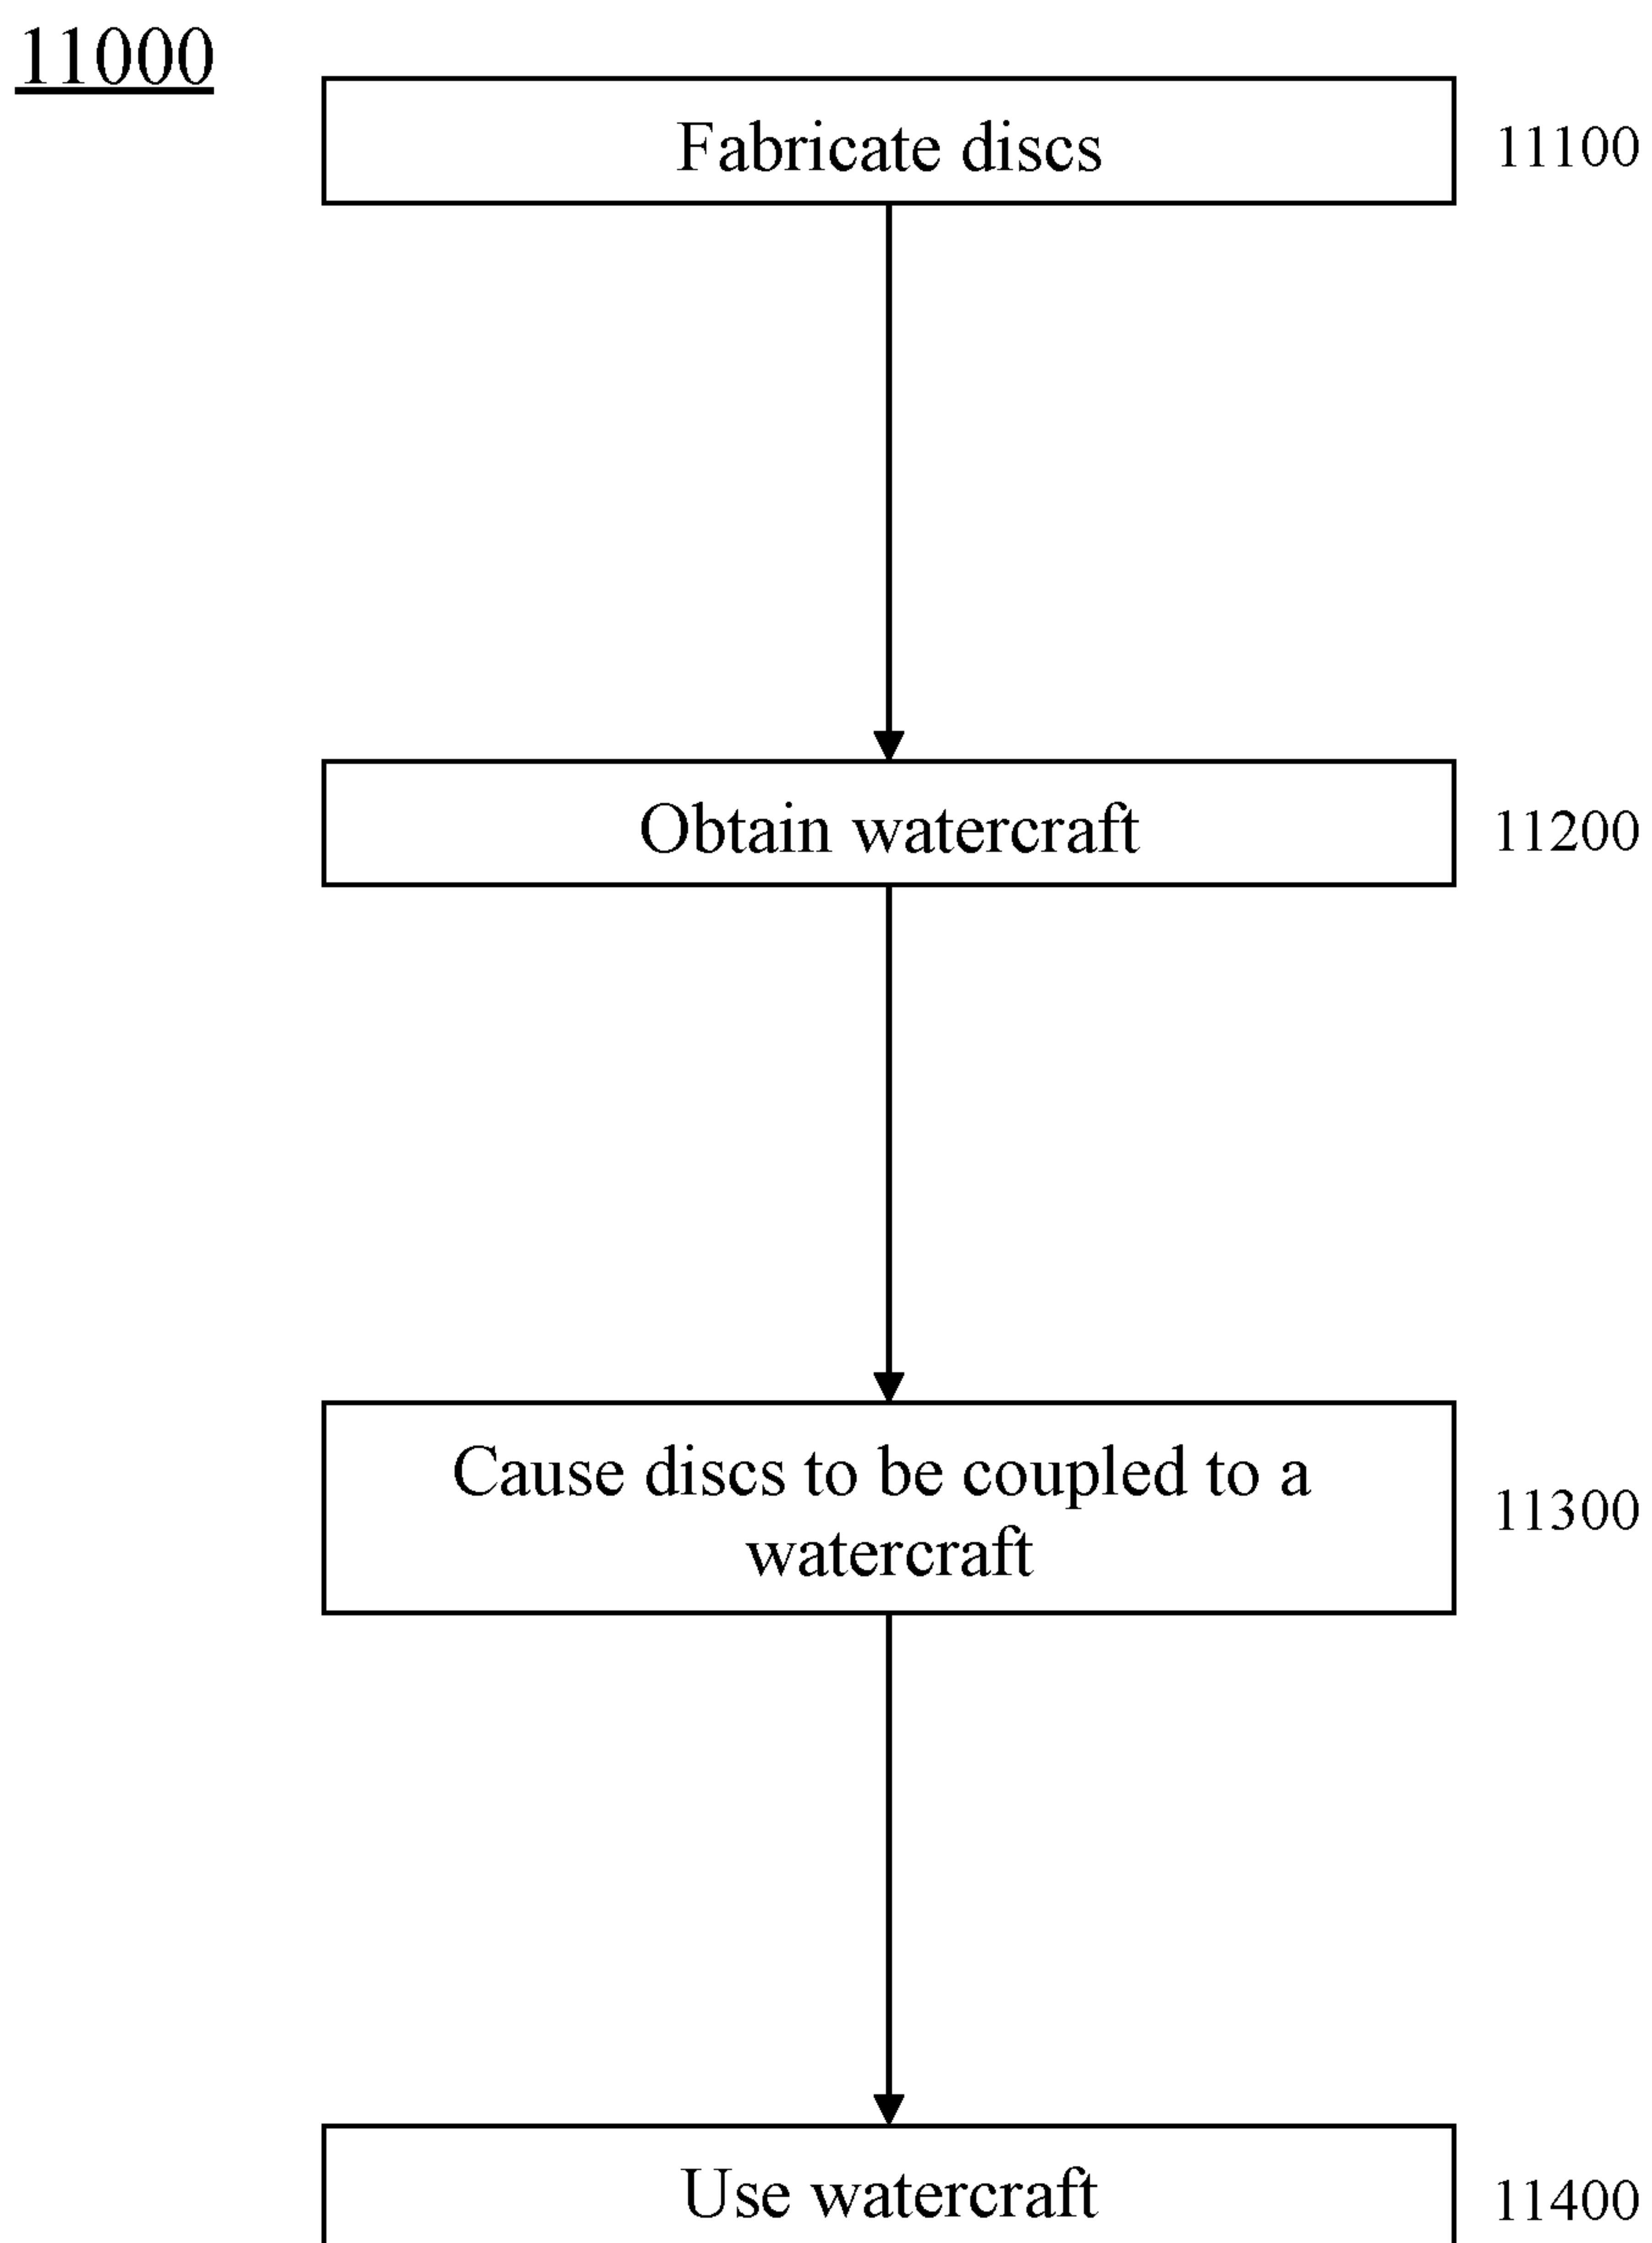 11000
Fabricate discs 11100
Obtain watercraft 11200
Cause discs to be coupled to a
watercraft
11300
Use watercraft 11400